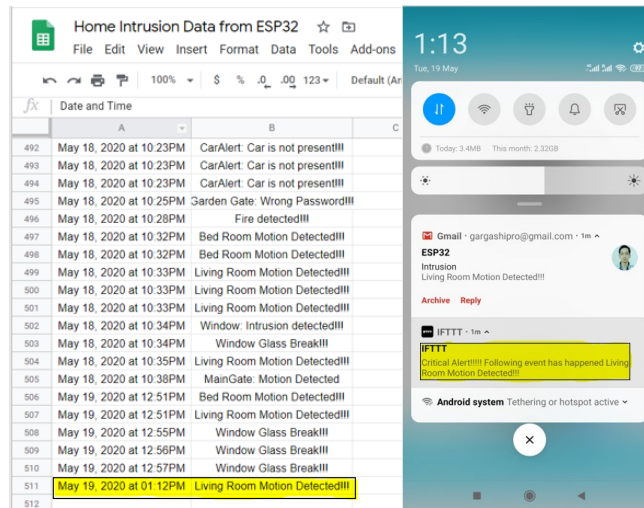 Home Intrusion Data from ESP32
File Edit View Insert Format Data Tools Add-ons
100% $ % .0 .00 123 Default (Ari
fx Date and Time
A B C
492 May 18, 2020 at 10:23PM CarAlert: Car is not present!!!!
493 May 18, 2020 at 10:23PM CarAlert: Car is not present!!!!
494 May 18, 2020 at 10:23PM CarAlert: Car is not present!!!!
495 May 18, 2020 at 10:25PM Garden Gate: Wrong Password!!!
496 May 18, 2020 at 10:28PM Fire detected!!!!
497 May 18, 2020 at 10:32PM Bed Room Motion Detected!!!
498 May 18, 2020 at 10:32PM Bed Room Motion Detected!!!
499 May 18, 2020 at 10:33PM Living Room Motion Detected!!!
500 May 18, 2020 at 10:33PM Living Room Motion Detected!!!
501 May 18, 2020 at 10:33PM Living Room Motion Detected!!!
502 May 18, 2020 at 10:34PM Window: Intrusion detected!!!!
503 May 18, 2020 at 10:34PM Window Glass Break!!!!
504 May 18, 2020 at 10:35PM Living Room Motion Detected!!!
505 May 18, 2020 at 10:38PM MainGate: Motion Detected
506 May 19, 2020 at 12:51PM Bed Room Motion Detected!!!
507 May 19, 2020 at 12:51PM Living Room Motion Detected!!!
508 May 19, 2020 at 12:55PM Window Glass Break!!!!
509 May 19, 2020 at 12:56PM Window Glass Break!!!!
510 May 19, 2020 at 12:57PM Window Glass Break!!!!
511 May 19, 2020 at 01:12PM Living Room Motion Detected!!!
512
1:13
Tue, 19 May
Today: 3.4MB This month: 2.32GB
Gmail · gargashipro@gmail.com · 1m
ESP32
Intrusion
Living Room Motion Detected!!!
Archive Reply
IFTTT · 1m
IFTTT
Critical Alert!!!!! Following event has happened Living
Room Motion Detected!!!
Android system Tethering or hotspot active